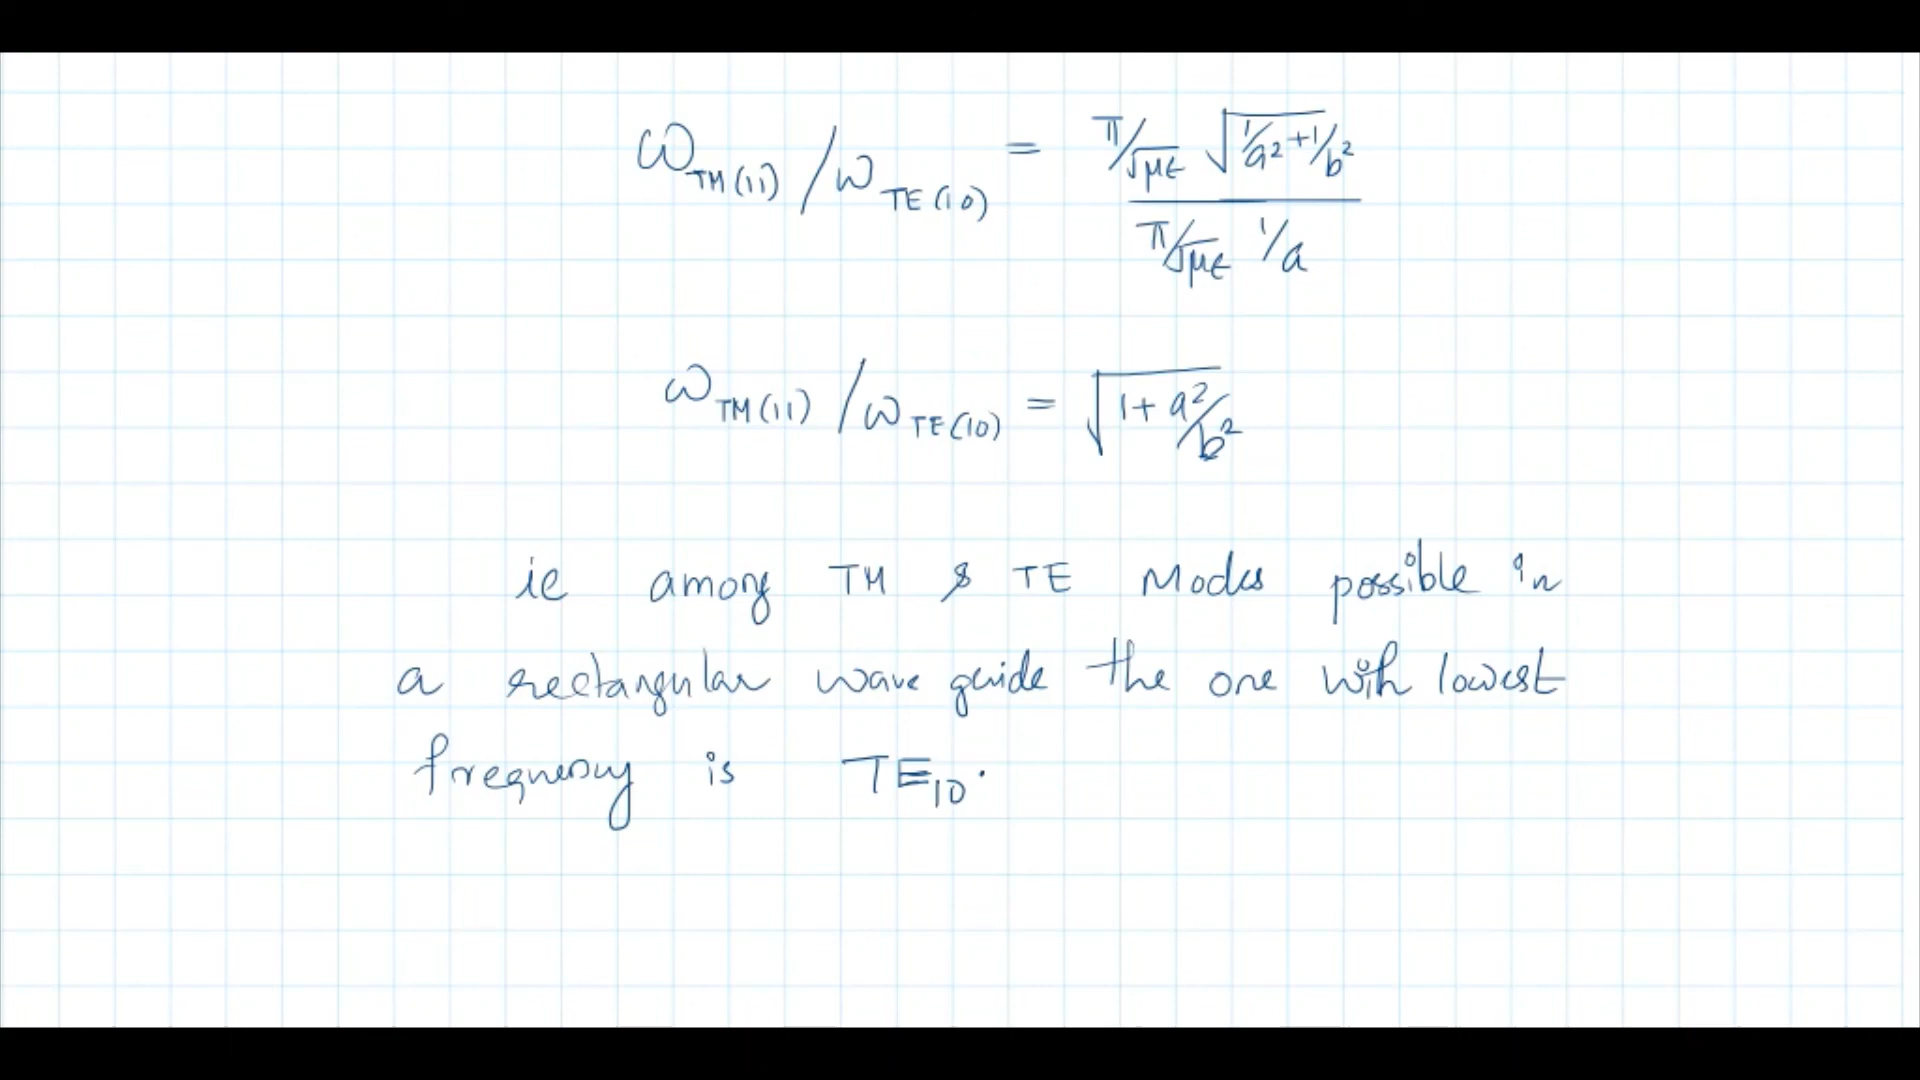 ω_TM(11) / ω_TE(10) = (π/√με √(1/a² + 1/b²)) / (π/√με 1/a)
ω_TM(11) / ω_TE(10) = √(1 + a²/b²)
ie among TM & TE Modes possible in
a rectangular wave guide the one with lowest
frequency is TE₁₀.